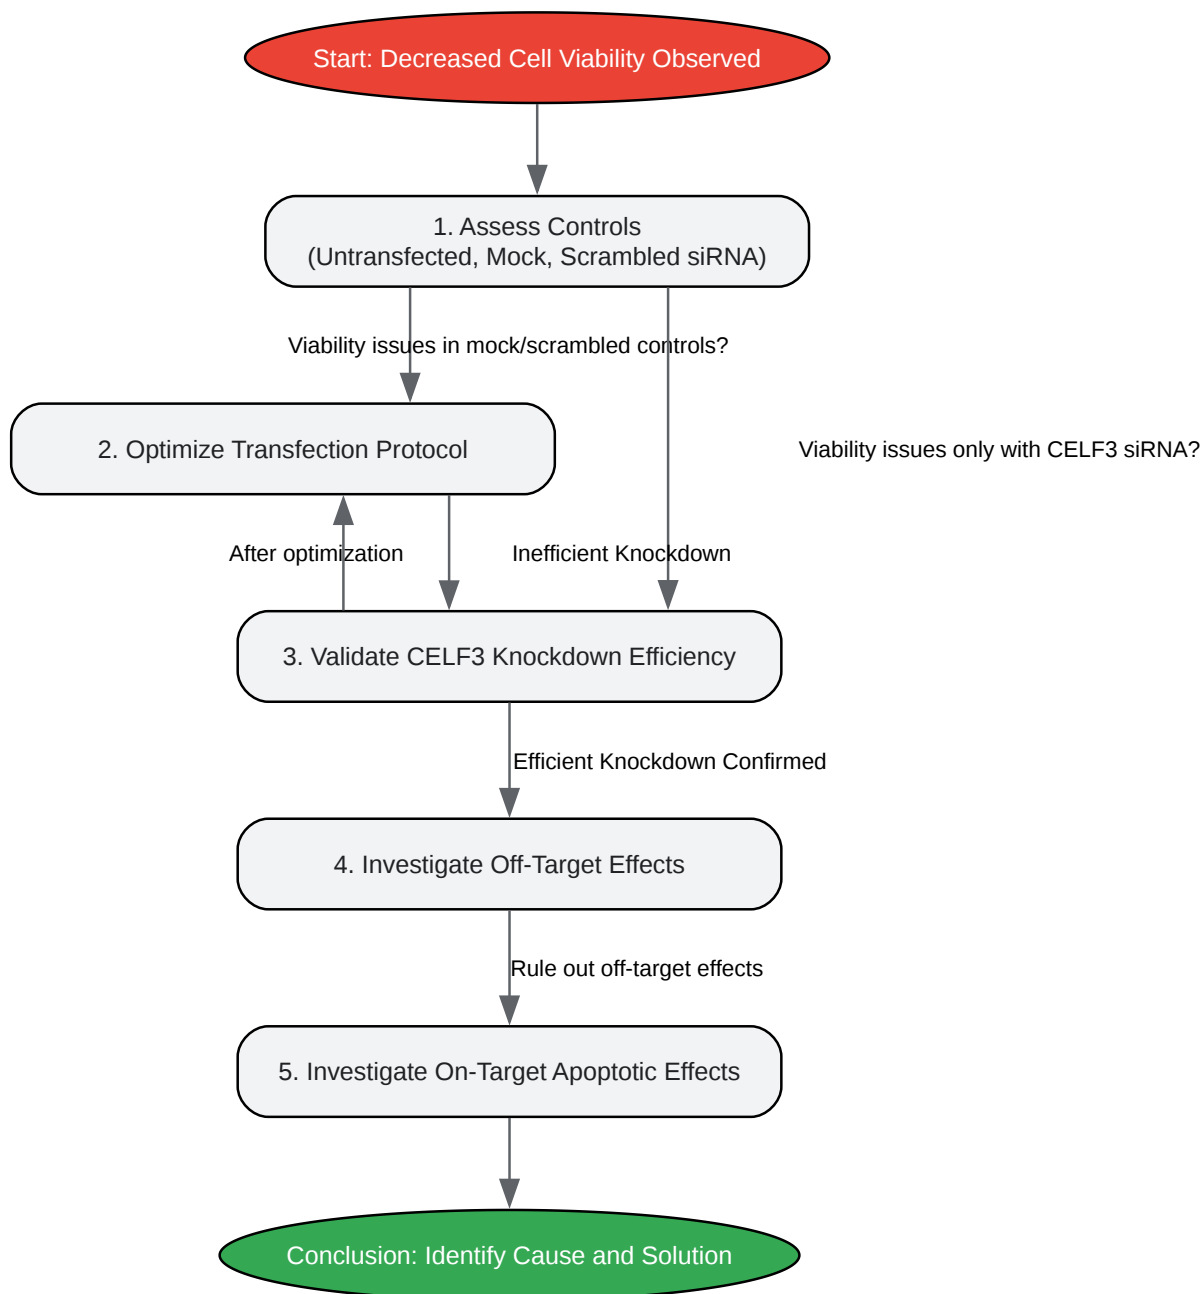 Start: Decreased Cell Viability Observed
1. Assess Controls
(Untransfected, Mock, Scrambled siRNA)
Viability issues in mock/scrambled controls?
2. Optimize Transfection Protocol
Viability issues only with CELF3 siRNA?
After optimization
Inefficient Knockdown
3. Validate CELF3 Knockdown Efficiency
Efficient Knockdown Confirmed
4. Investigate Off-Target Effects
Rule out off-target effects
5. Investigate On-Target Apoptotic Effects
Conclusion: Identify Cause and Solution